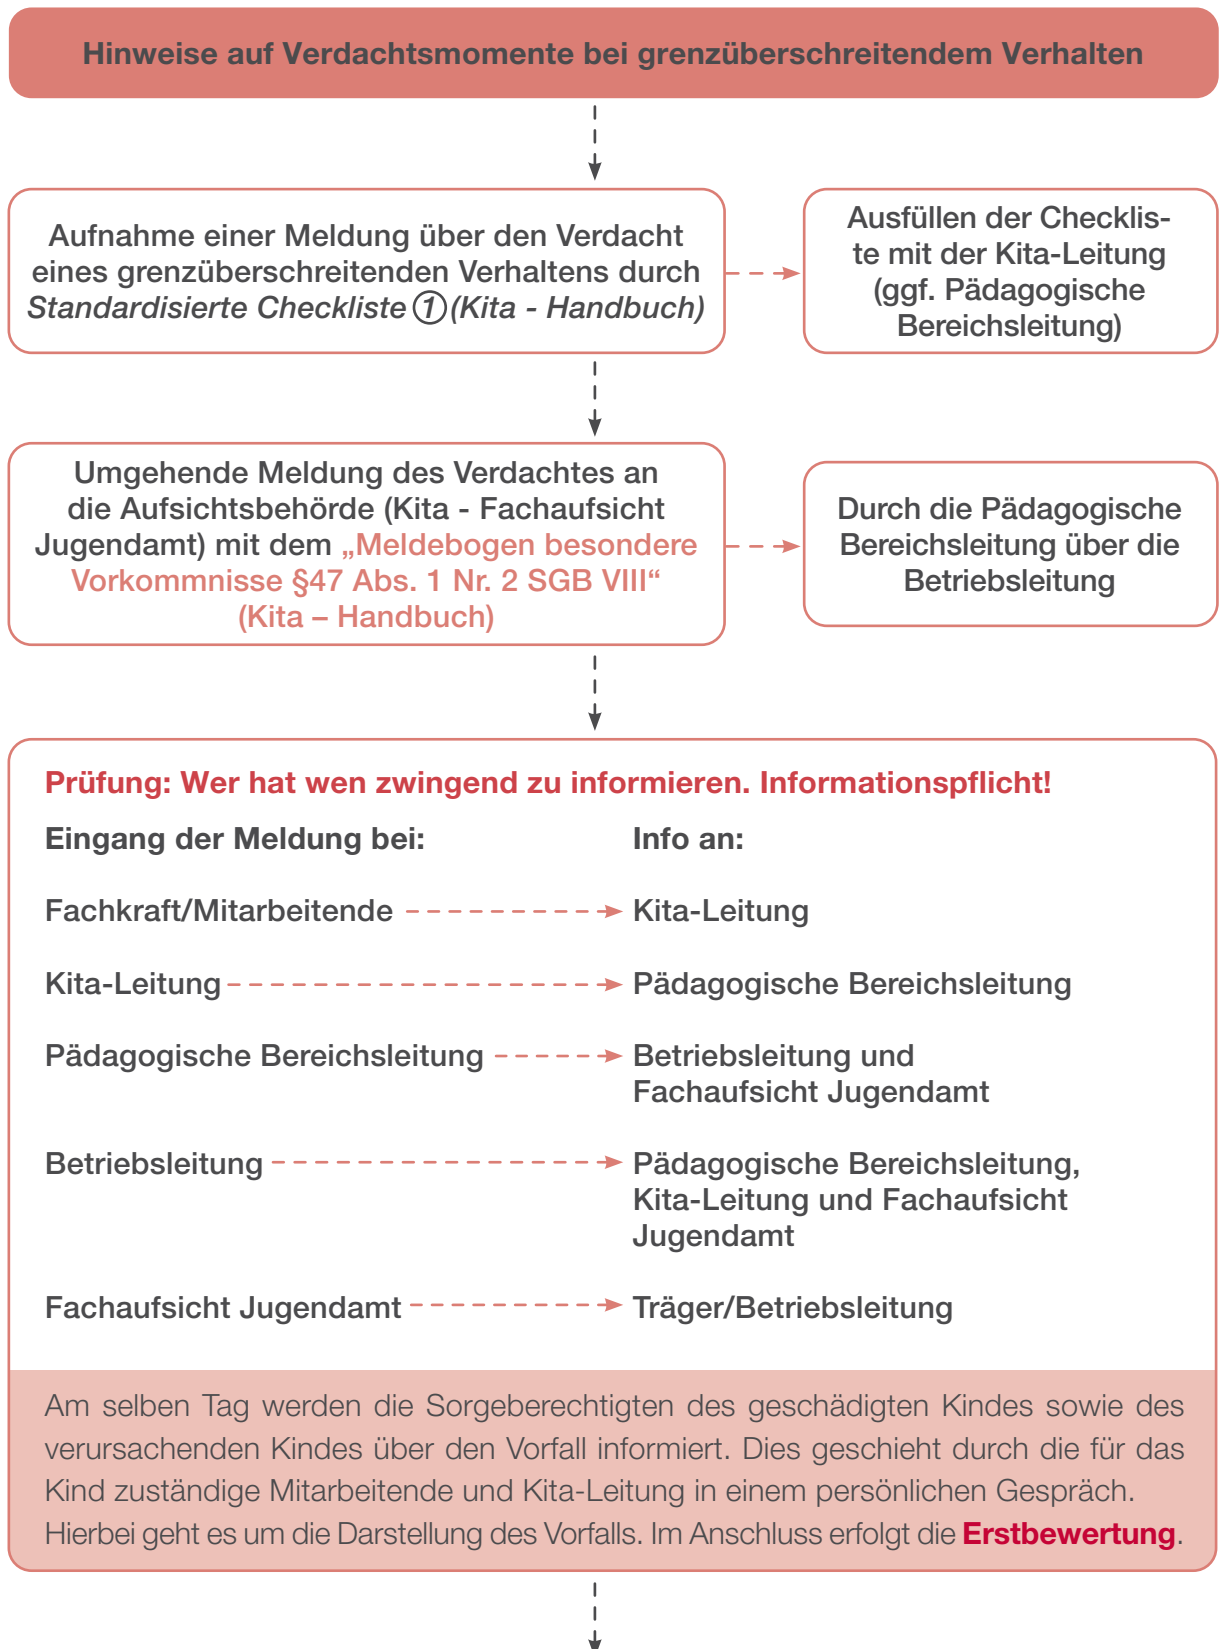 Hinweise auf Verdachtsmomente bei grenzüberschreitendem Verhalten
Aufnahme einer Meldung über den Verdacht
eines grenzüberschreitenden Verhaltens durch
Standardisierte Checkliste ① (Kita - Handbuch)
Ausfüllen der Checklis-
te mit der Kita-Leitung
(ggf. Pädagogische
Bereichsleitung)
Umgehende Meldung des Verdachtes an
die Aufsichtsbehörde (Kita - Fachaufsicht
Jugendamt) mit dem „Meldebogen besondere
Vorkommnisse §47 Abs. 1 Nr. 2 SGB VIII“
(Kita – Handbuch)
Durch die Pädagogische
Bereichsleitung über die
Betriebsleitung
Prüfung: Wer hat wen zwingend zu informieren. Informationspflicht!
Eingang der Meldung bei: Info an:
Fachkraft/Mitarbeitende Kita-Leitung
Kita-Leitung Pädagogische Bereichsleitung
Pädagogische Bereichsleitung Betriebsleitung und
Fachaufsicht Jugendamt
Betriebsleitung Pädagogische Bereichsleitung,
Kita-Leitung und Fachaufsicht
Jugendamt
Fachaufsicht Jugendamt Träger/Betriebsleitung
Am selben Tag werden die Sorgeberechtigten des geschädigten Kindes sowie des
verursachenden Kindes über den Vorfall informiert. Dies geschieht durch die für das
Kind zuständige Mitarbeitende und Kita-Leitung in einem persönlichen Gespräch.
Hierbei geht es um die Darstellung des Vorfalls. Im Anschluss erfolgt die Erstbewertung.